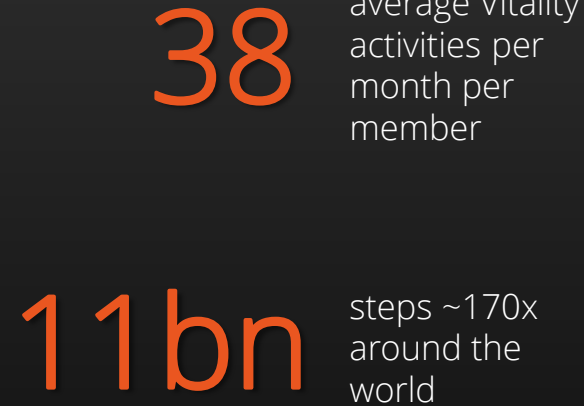 38
average Vitality
activities per
month per
member
11bn
steps ~170x
around the
world